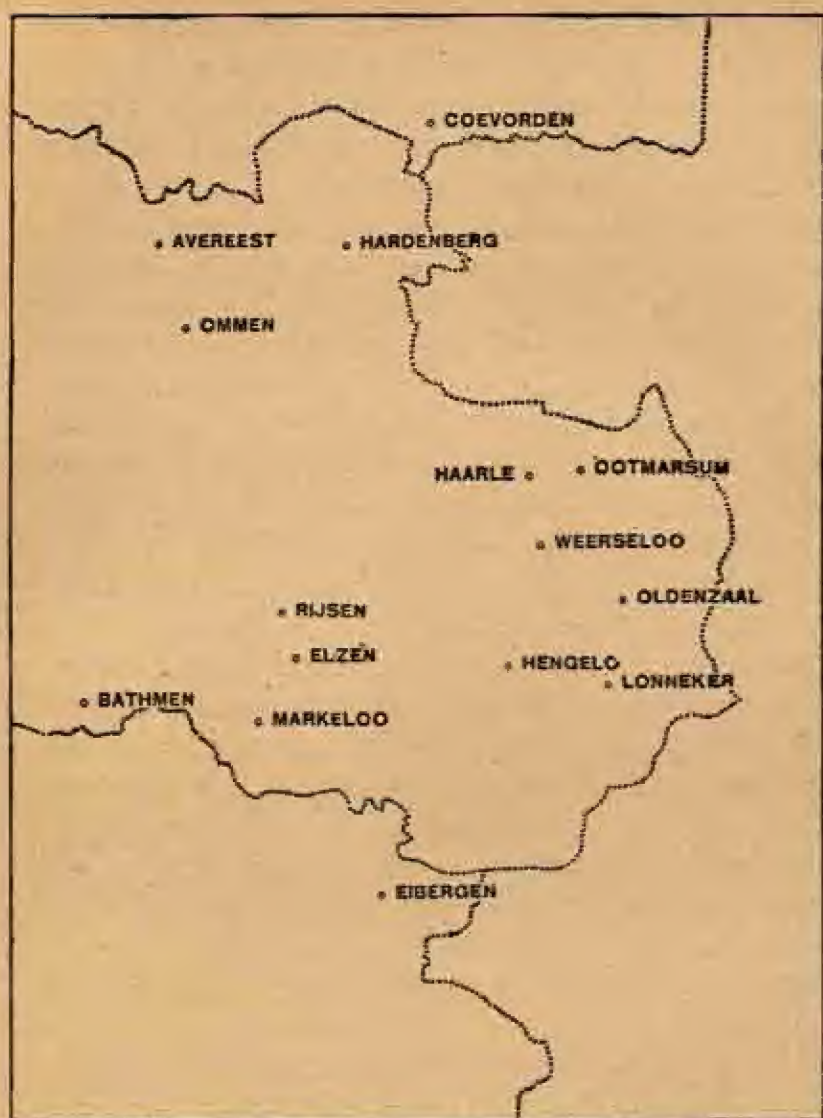 COEVORDEN
AVEREEST
HARDENBERG
OMMEN
HAARLE
OOTMARSUM
WEERSELOO
OLDENZAAL
RIJSEN
ELZEN
HENGELO
LONNEKER
BATHMEN
MARKELOO
EIBERGEN